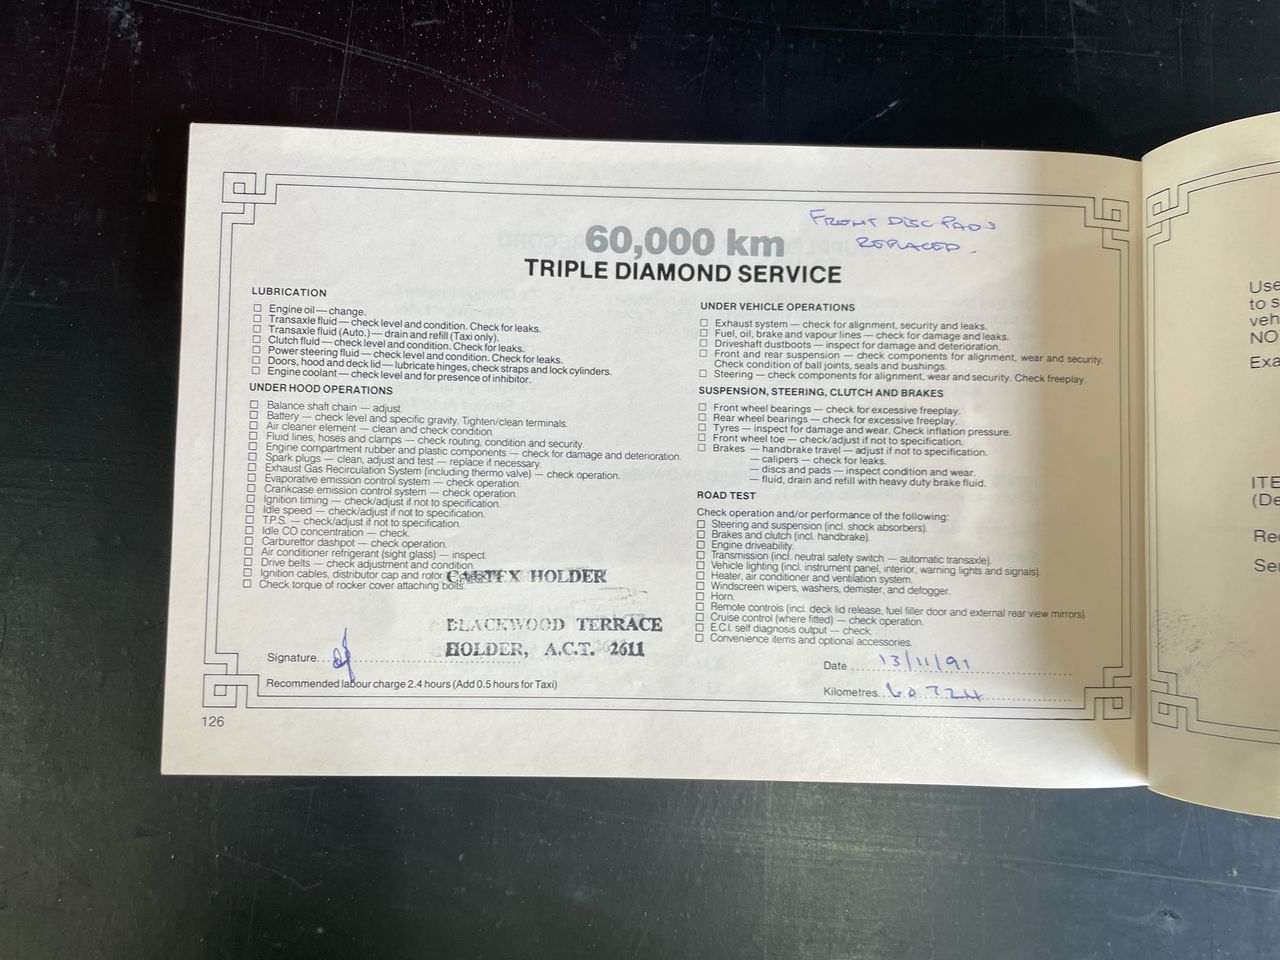 FRONT DISC PADS
REPLACED.
60,000 km
TRIPLE DIAMOND SERVICE
LUBRICATION
Engine oil — change.
Transaxle fluid — check level and condition. Check for leaks.
Transaxle fluid (Auto.) — drain and refill (Taxi only).
Clutch fluid — check level and condition. Check for leaks.
Power steering fluid — check level and condition. Check for leaks.
Doors, hood and deck lid — lubricate hinges, check straps and lock cylinders.
Engine coolant — check level and for presence of inhibitor.
UNDER HOOD OPERATIONS
Balance shaft chain — adjust.
Battery — check level and specific gravity. Tighten/clean terminals.
Air cleaner element — clean and check condition.
Fluid lines, hoses and clamps — check routing, condition and security.
Engine compartment rubber and plastic components — check for damage and deterioration.
Spark plugs — clean, adjust and test — replace if necessary.
Exhaust Gas Recirculation System (including thermo valve) — check operation.
Evaporative emission control system — check operation.
Crankcase emission control system — check operation.
Ignition timing — check/adjust if not to specification.
Idle speed — check/adjust if not to specification.
T.P.S. — check/adjust if not to specification.
Idle CO concentration — check.
Carburettor dashpot — check operation.
Air conditioner refrigerant (sight glass) — inspect.
Drive belts — check adjustment and condition.
Ignition cables, distributor cap and rotor
Check torque of rocker cover attaching bolts.
CALTEX HOLDER
BLACKWOOD TERRACE
HOLDER, A.C.T. 2611
Signature
Recommended labour charge 2.4 hours (Add 0.5 hours for Taxi)
126
UNDER VEHICLE OPERATIONS
Exhaust system — check for alignment, security and leaks.
Fuel, oil, brake and vapour lines — check for damage and leaks.
Driveshaft dustboots — inspect for damage and deterioration.
Front and rear suspension — check components for alignment, wear and security.
Check condition of ball joints, seals and bushings.
Steering — check components for alignment, wear and security. Check freeplay.
SUSPENSION, STEERING, CLUTCH AND BRAKES
Front wheel bearings — check for excessive freeplay.
Rear wheel bearings — check for excessive freeplay.
Tyres — inspect for damage and wear. Check inflation pressure.
Front wheel toe — check/adjust if not to specification.
Brakes — handbrake travel — adjust if not to specification.
— calipers — check for leaks.
— discs and pads — inspect condition and wear.
— fluid, drain and refill with heavy duty brake fluid.
ROAD TEST
Check operation and/or performance of the following:
Steering and suspension (incl. shock absorbers).
Brakes and clutch (incl. handbrake).
Engine driveability.
Transmission (incl. neutral safety switch — automatic transaxle).
Vehicle lighting (incl. instrument panel, interior, warning lights and signals).
Heater, air conditioner and ventilation system.
Windscreen wipers, washers, demister, and defogger.
Horn.
Remote controls (incl. deck lid release, fuel filler door and external rear view mirrors).
Cruise control (where fitted) — check operation.
E.C.I. self diagnosis output — check.
Convenience items and optional accessories.
Date 13/11/91
Kilometres 60724
Use
to s
veh
NO
Exa
ITE
(De
Rec
Ser